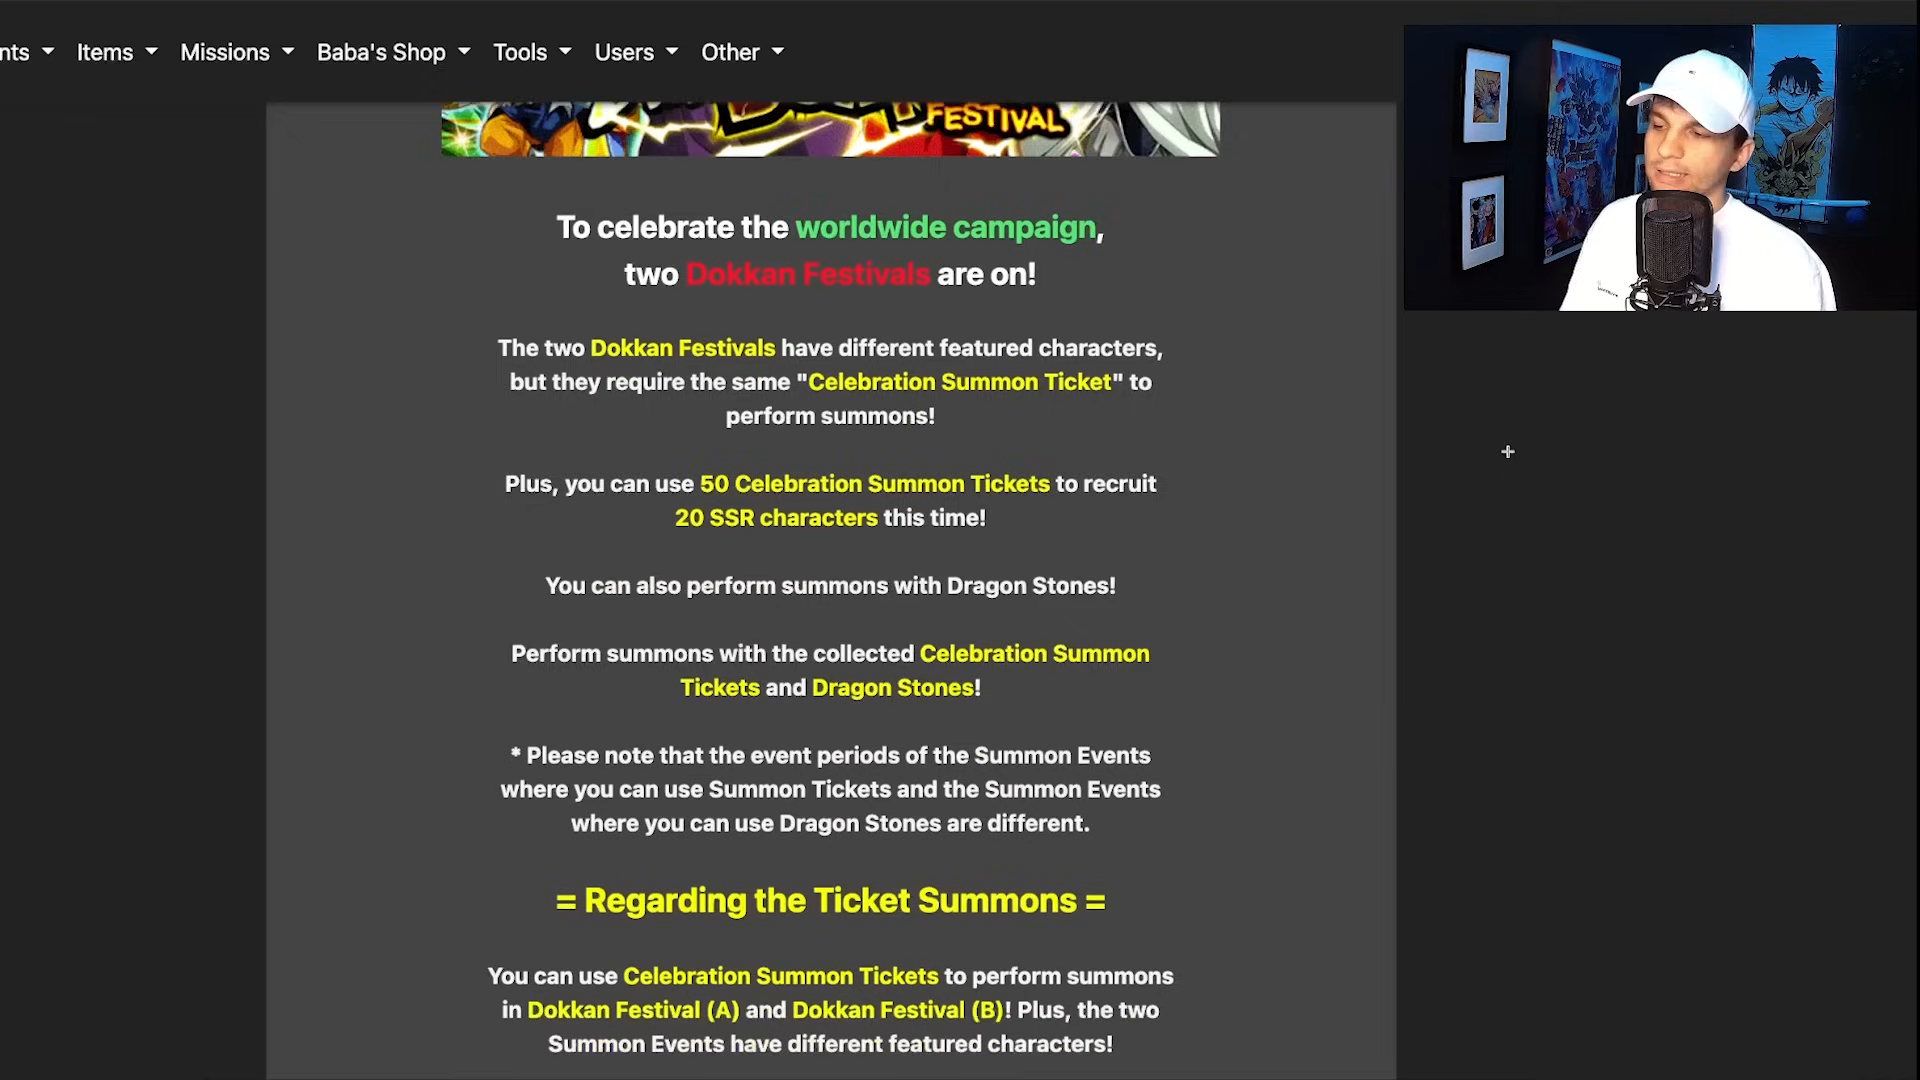 nts Items Missions Baba's Shop Tools Users Other
FESTIVAL
To celebrate the worldwide campaign,
two Dokkan Festivals are on!
The two Dokkan Festivals have different featured characters,
but they require the same "Celebration Summon Ticket" to
perform summons!
Plus, you can use 50 Celebration Summon Tickets to recruit
20 SSR characters this time!
You can also perform summons with Dragon Stones!
Perform summons with the collected Celebration Summon
Tickets and Dragon Stones!
* Please note that the event periods of the Summon Events
where you can use Summon Tickets and the Summon Events
where you can use Dragon Stones are different.
= Regarding the Ticket Summons =
You can use Celebration Summon Tickets to perform summons
in Dokkan Festival (A) and Dokkan Festival (B)! Plus, the two
Summon Events have different featured characters!